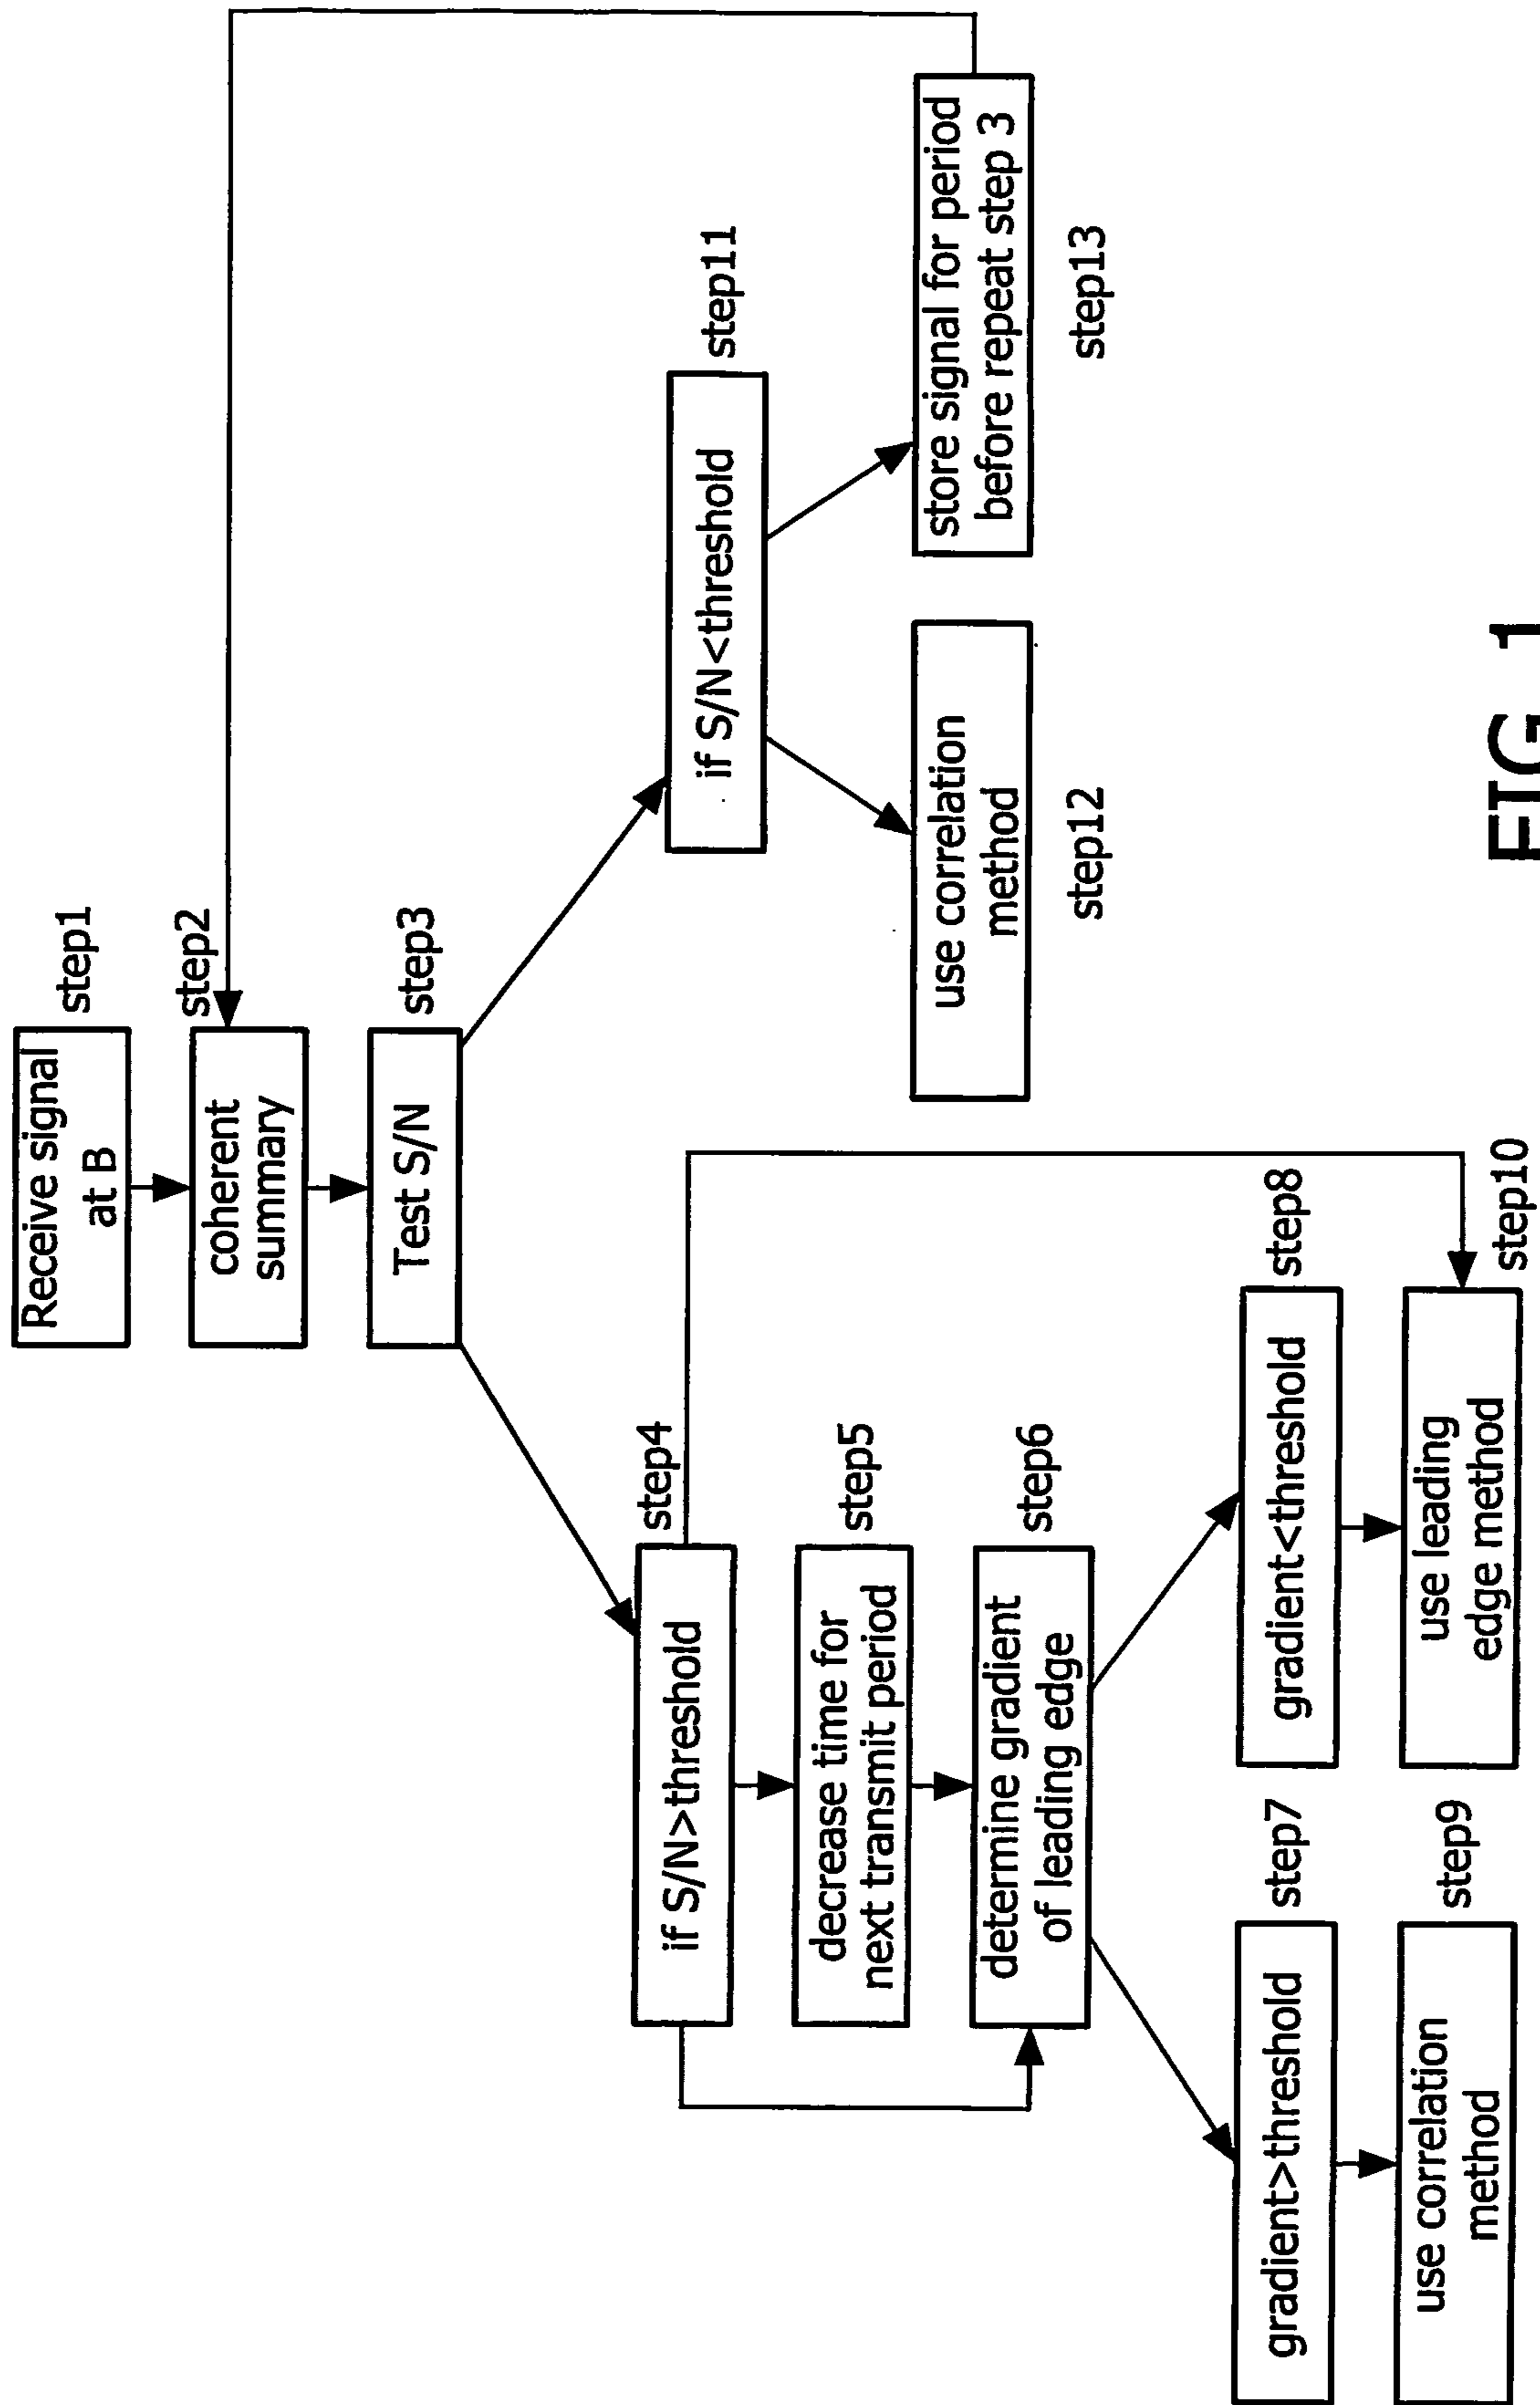 Receive signal
at B
step1
coherent
summary
step2
Test S/N
step3
if S/N>threshold
step4
decrease time for
next transmit period
step5
determine gradient
of leading edge
step6
gradient>threshold
step7
gradient<threshold
step8
use correlation
method
step9
use leading
edge method
step10
if S/N<threshold
step11
use correlation
method
step12
store signal for period
before repeat step 3
step13
FIG 1